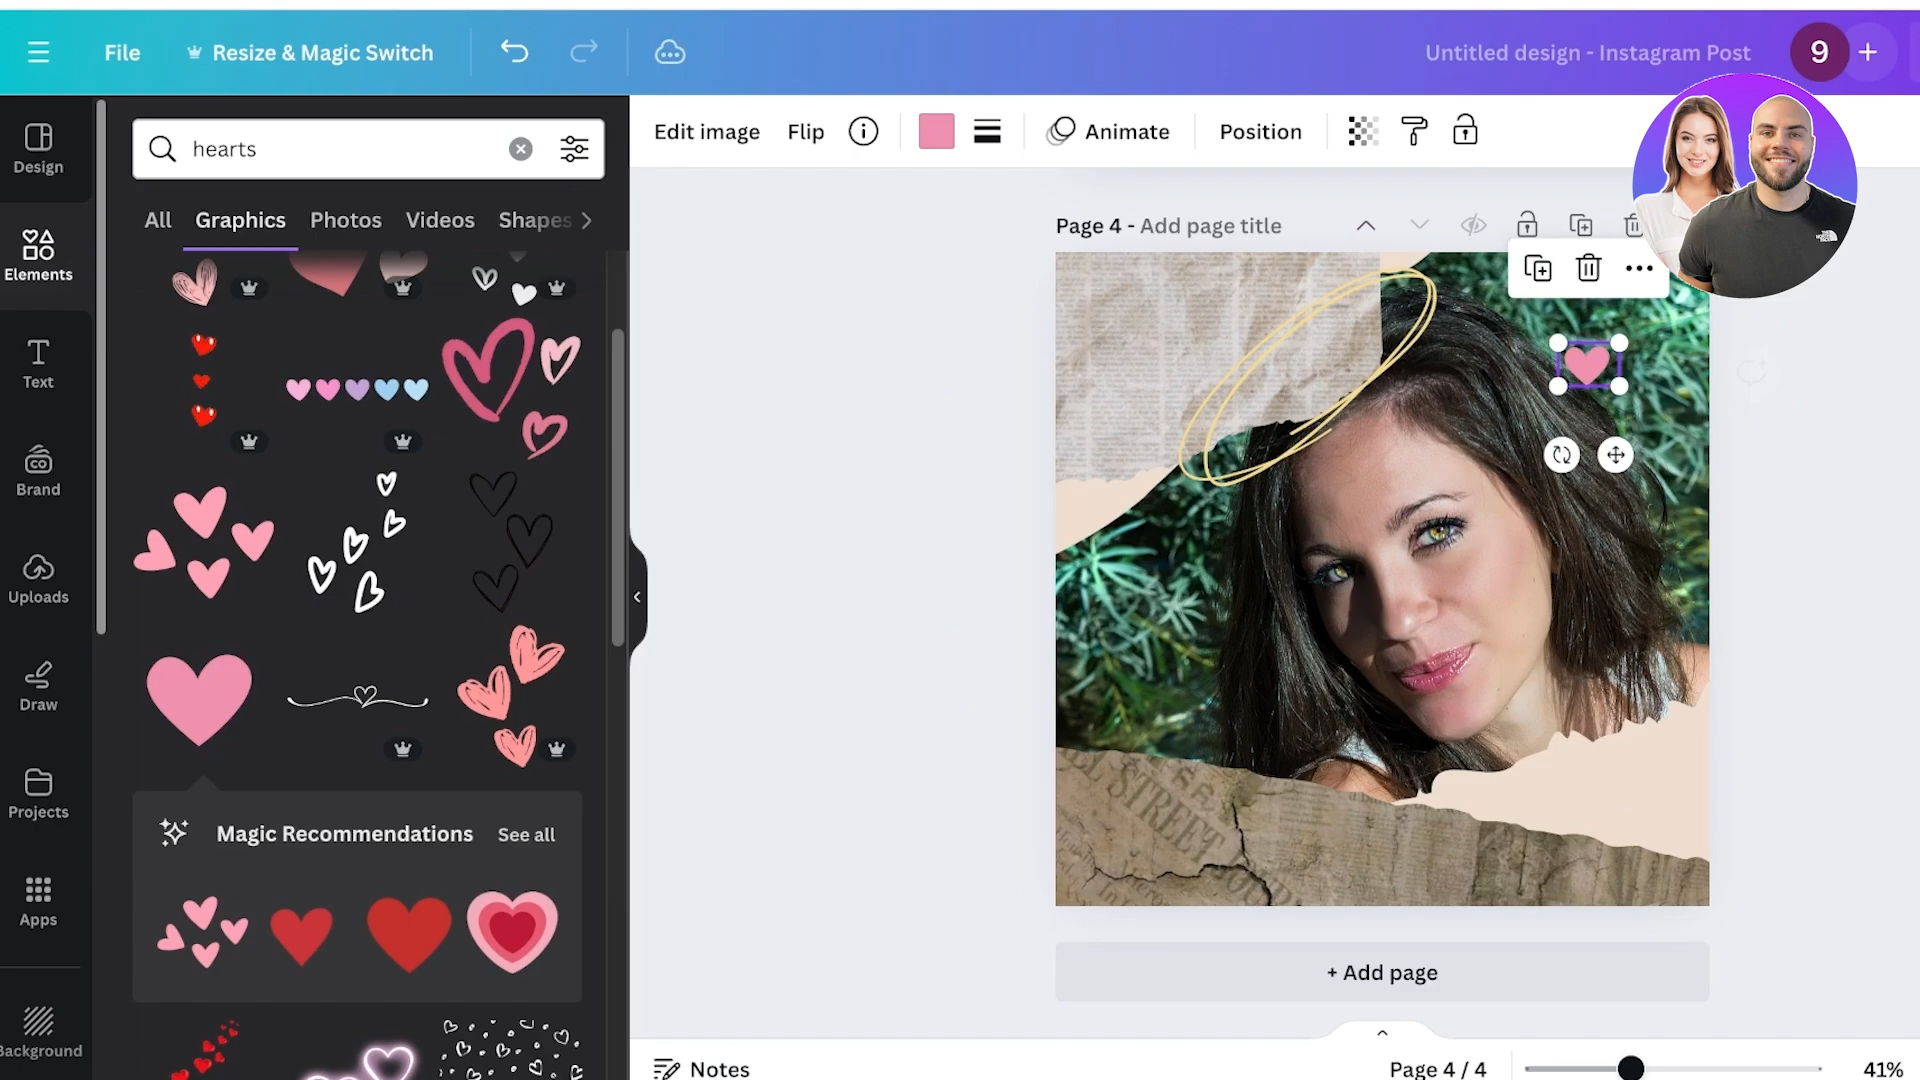 File
Resize & Magic Switch
Untitled design - Instagram Post
9
+
Design
Elements
Text
Brand
Uploads
Draw
Projects
Apps
Background
hearts
All
Graphics
Photos
Videos
Shapes
Magic Recommendations
See all
Edit image
Flip
Animate
Position
Page 4 - Add page title
STREET
+ Add page
Notes
Page 4 / 4
41%